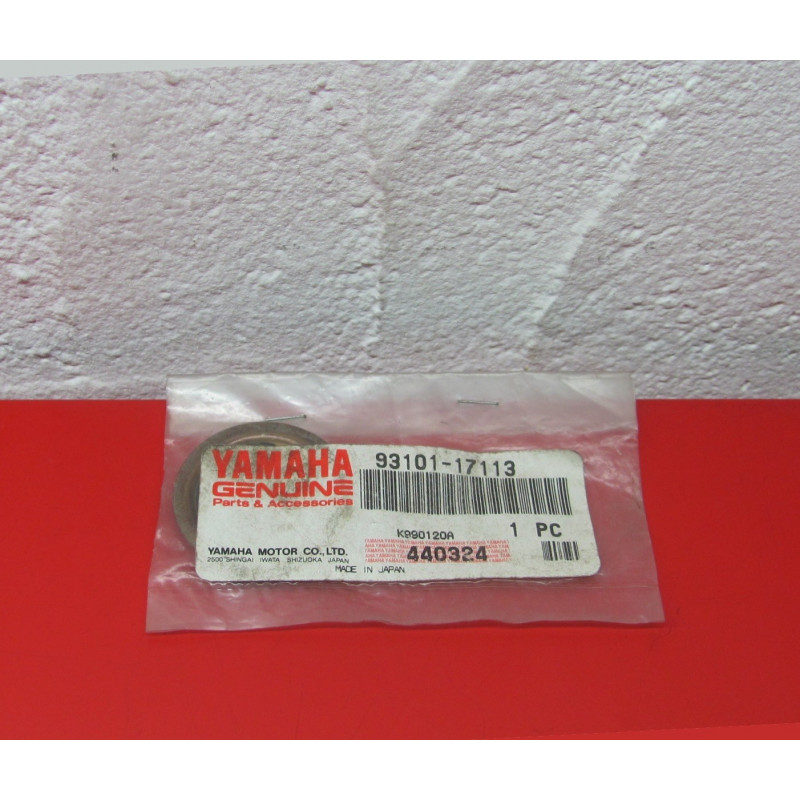 YAMAHA
GENUINE
Parts & Accessories
YAMAHA MOTOR CO., LTD.
2500 SHINGAI IWATA SHIZUOKA JAPAN
MADE IN JAPAN
93101-17113
K990120A
1 PC
440324